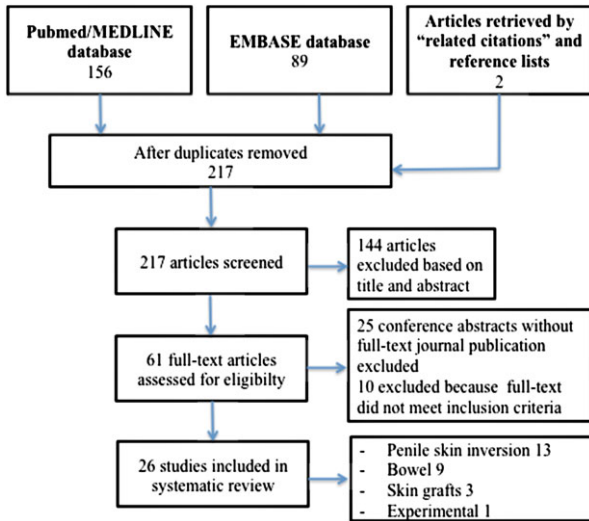 Pubmed/MEDLINE
database
156
EMBASE database
89
Articles retrieved by
“related citations” and
reference lists
2
After duplicates removed
217
217 articles screened
144 articles
excluded based on
title and abstract
61 full-text articles
assessed for eligibilty
25 conference abstracts without
full-text journal publication
excluded
10 excluded because full-text
did not meet inclusion criteria
26 studies included in
systematic review
- Penile skin inversion 13
- Bowel 9
- Skin grafts 3
- Experimental 1